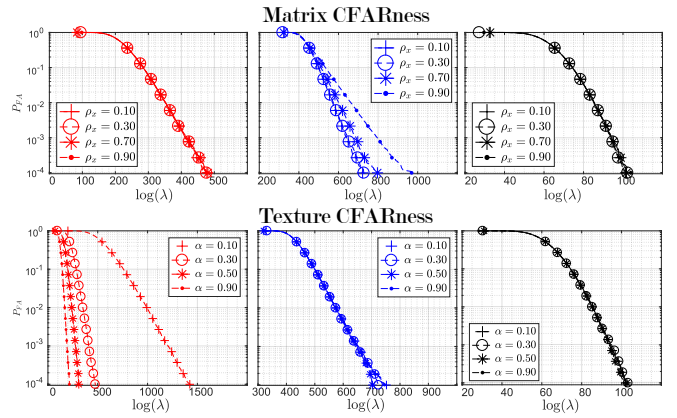 Matrix CFARness
10^0
10^-1
10^-2
10^-3
10^-4
P_FA
ρ_x = 0.10
ρ_x = 0.30
ρ_x = 0.70
ρ_x = 0.90
0 100 200 300 400 500
log(λ)
ρ_x = 0.10
ρ_x = 0.30
ρ_x = 0.70
ρ_x = 0.90
200 400 600 800 1000
log(λ)
ρ_x = 0.10
ρ_x = 0.30
ρ_x = 0.70
ρ_x = 0.90
20 40 60 80 100
log(λ)
Texture CFARness
10^0
10^-1
10^-2
10^-3
10^-4
P_FA
α = 0.10
α = 0.30
α = 0.50
α = 0.90
0 500 1000 1500
log(λ)
α = 0.10
α = 0.30
α = 0.50
α = 0.90
300 400 500 600 700 800 900
log(λ)
α = 0.10
α = 0.30
α = 0.50
α = 0.90
20 40 60 80 100
log(λ)